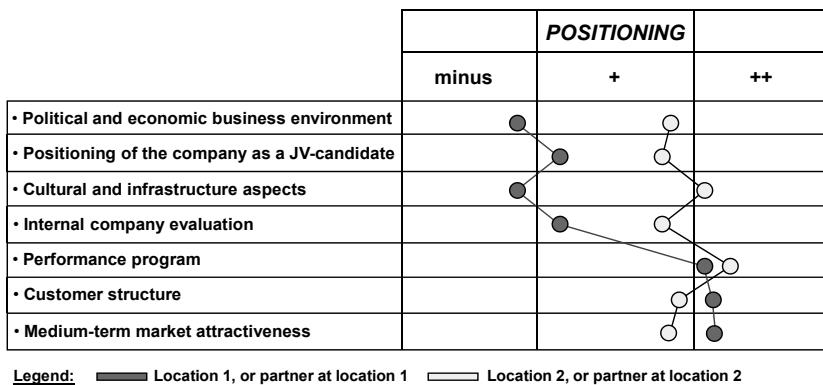 POSITIONING
minus + ++
• Political and economic business environment
• Positioning of the company as a JV-candidate
• Cultural and infrastructure aspects
• Internal company evaluation
• Performance program
• Customer structure
• Medium-term market attractiveness
Legend: Location 1, or partner at location 1 Location 2, or partner at location 2